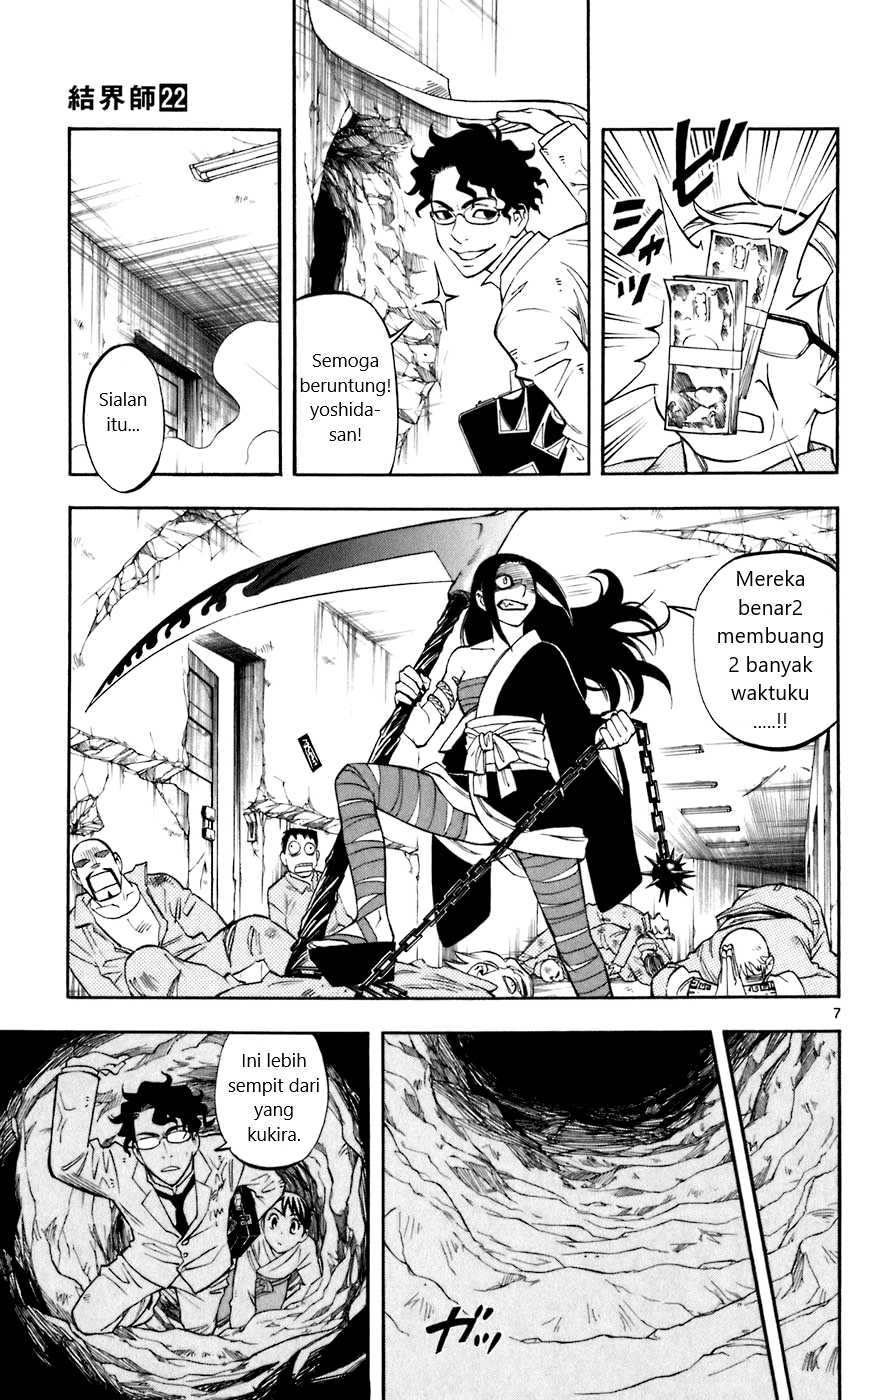 結界師22
ビシャッ
Semoga
beruntung!
yoshida-
san!
Sialan
itu...
Mereka
benar2
membuang
2 banyak
waktuku
.....!!
7
ガッ
Ini lebih
sempit dari
yang
kukira.